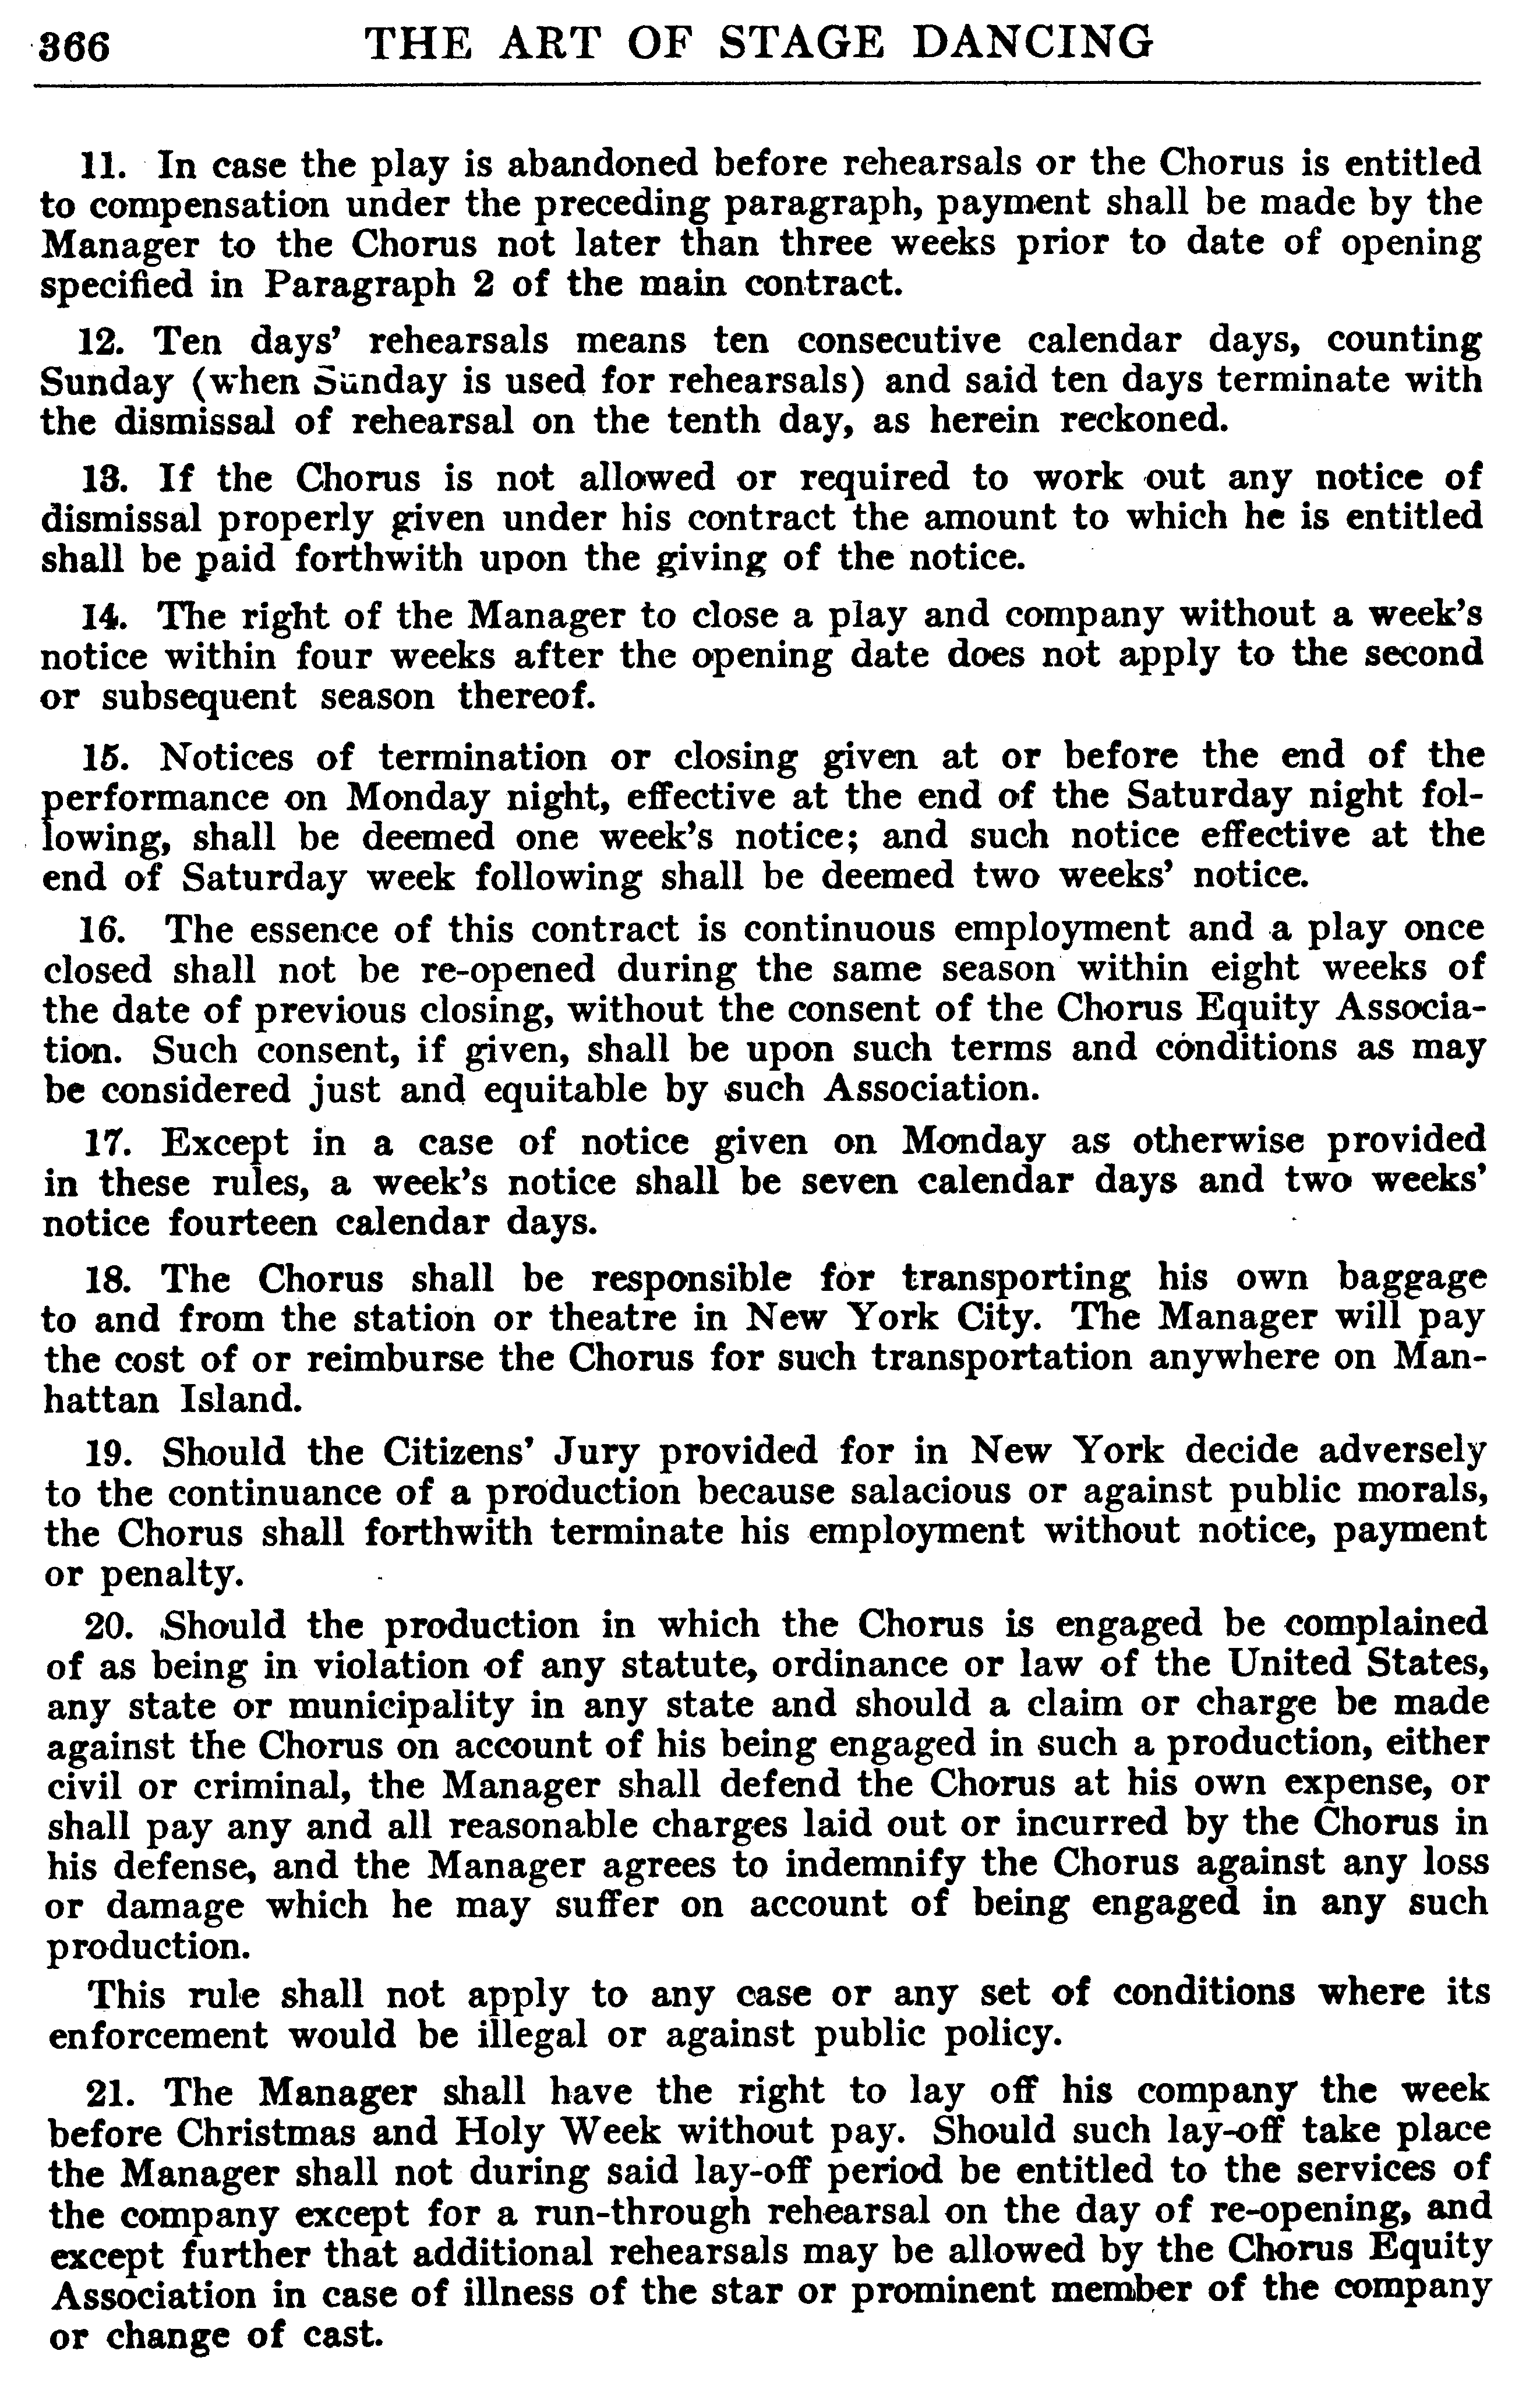 366 THE ART OF STAGE DANCING
11. In case the play is abandoned before rehearsals or the Chorus is entitled
to compensation under the preceding paragraph, payment shall be made by the
Manager to the Chorus not later than three weeks prior to date of opening
specified in Paragraph 2 of the main contract.
12. Ten days' rehearsals means ten consecutive calendar days, counting
Sunday (when Sunday is used for rehearsals) and said ten days terminate with
the dismissal of rehearsal on the tenth day, as herein reckoned.
13. If the Chorus is not allowed or required to work out any notice of
dismissal properly given under his contract the amount to which he is entitled
shall be paid forthwith upon the giving of the notice.
14. The right of the Manager to close a play and company without a week's
notice within four weeks after the opening date does not apply to the second
or subsequent season thereof.
15. Notices of termination or closing given at or before the end of the
performance on Monday night, effective at the end of the Saturday night fol-
lowing, shall be deemed one week's notice; and such notice effective at the
end of Saturday week following shall be deemed two weeks' notice.
16. The essence of this contract is continuous employment and a play once
closed shall not be re-opened during the same season within eight weeks of
the date of previous closing, without the consent of the Chorus Equity Associa-
tion. Such consent, if given, shall be upon such terms and conditions as may
be considered just and equitable by such Association.
17. Except in a case of notice given on Monday as otherwise provided
in these rules, a week's notice shall be seven calendar days and two weeks'
notice fourteen calendar days.
18. The Chorus shall be responsible for transporting his own baggage
to and from the station or theatre in New York City. The Manager will pay
the cost of or reimburse the Chorus for such transportation anywhere on Man-
hattan Island.
19. Should the Citizens' Jury provided for in New York decide adversely
to the continuance of a production because salacious or against public morals,
the Chorus shall forthwith terminate his employment without notice, payment
or penalty.
20. Should the production in which the Chorus is engaged be complained
of as being in violation of any statute, ordinance or law of the United States,
any state or municipality in any state and should a claim or charge be made
against the Chorus on account of his being engaged in such a production, either
civil or criminal, the Manager shall defend the Chorus at his own expense, or
shall pay any and all reasonable charges laid out or incurred by the Chorus in
his defense, and the Manager agrees to indemnify the Chorus against any loss
or damage which he may suffer on account of being engaged in any such
production.
This rule shall not apply to any case or any set of conditions where its
enforcement would be illegal or against public policy.
21. The Manager shall have the right to lay off his company the week
before Christmas and Holy Week without pay. Should such lay-off take place
the Manager shall not during said lay-off period be entitled to the services of
the company except for a run-through rehearsal on the day of re-opening, and
except further that additional rehearsals may be allowed by the Chorus Equity
Association in case of illness of the star or prominent member of the company
or change of cast.